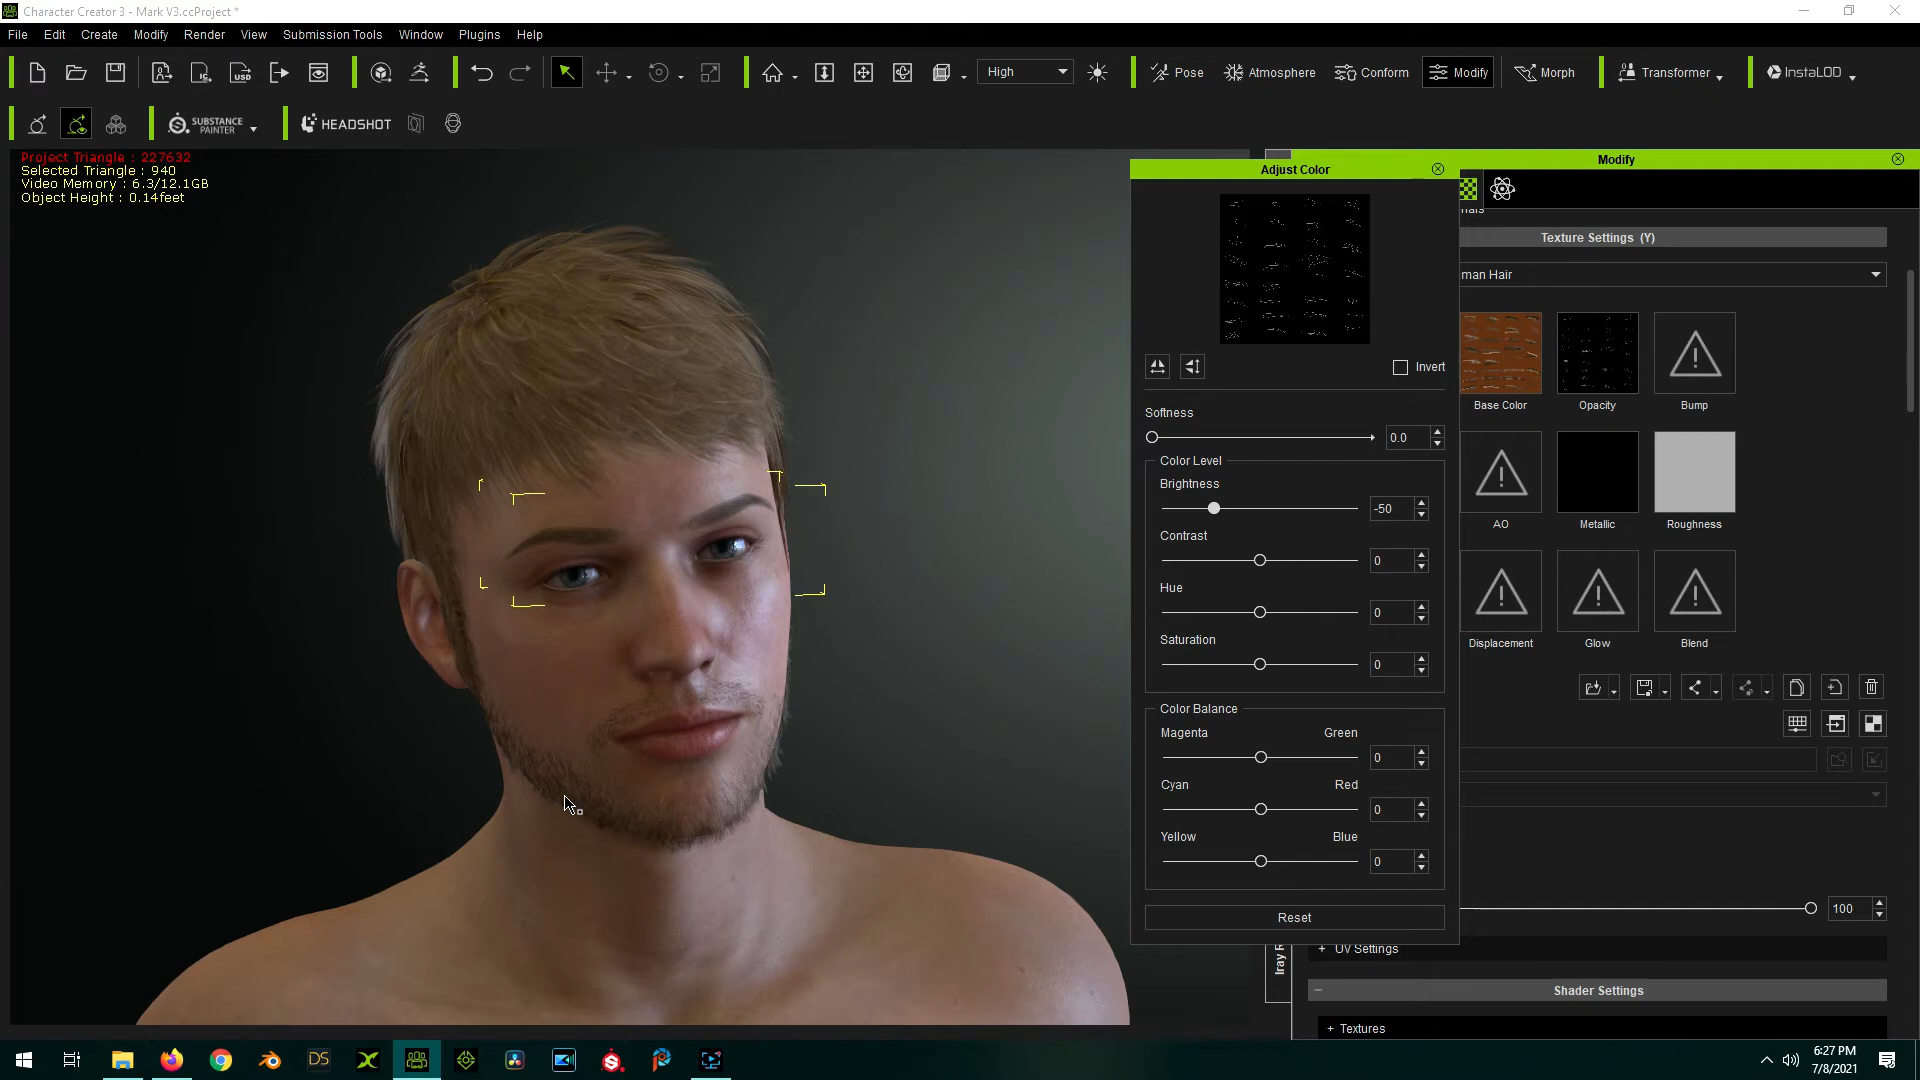 Character Creator 3 - Mark V3.ccProject *
File Edit Create Modify Render View Submission Tools Window Plugins Help
High Pose Atmosphere Conform Modify Morph Transformer InstaLOD
SUBSTANCE PAINTER HEADSHOT
Project Triangle : 227632
Selected Triangle : 940
Video Memory : 6.3/12.1GB
Object Height : 0.14feet
Adjust Color
Invert
Softness
0.0
Color Level
Brightness
-50
Contrast
0
Hue
0
Saturation
0
Color Balance
Magenta Green
0
Cyan Red
0
Yellow Blue
0
Reset
Modify
Texture Settings (Y)
man Hair
Base Color Opacity Bump
AO Metallic Roughness
Displacement Glow Blend
100
+ UV Settings
Shader Settings
+ Textures
Iray R
DS
6:27 PM
7/8/2021